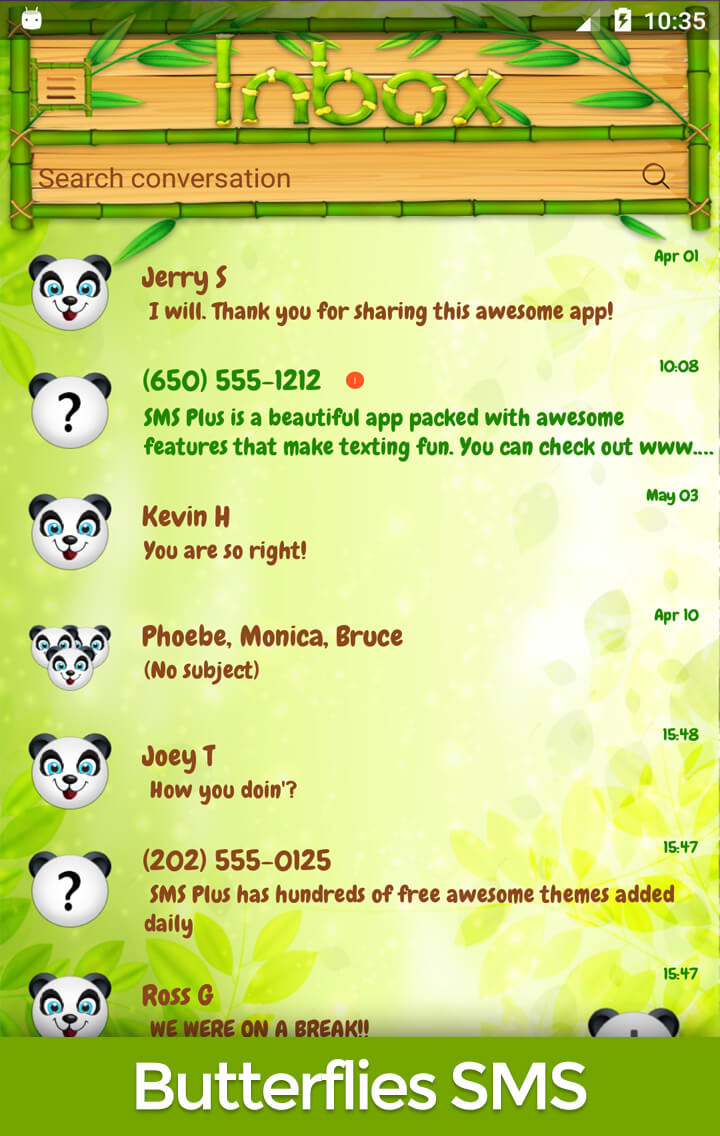 10:35
Inbox
Search conversation
Apr 01
Jerry S
I will. Thank you for sharing this awesome app!
10:08
(650) 555-1212 !
SMS Plus is a beautiful app packed with awesome
features that make texting fun. You can check out www....
May 03
Kevin H
You are so right!
Apr 10
Phoebe, Monica, Bruce
(No subject)
15:48
Joey T
How you doin'?
15:47
(202) 555-0125
?
SMS Plus has hundreds of free awesome themes added
daily
15:47
Ross G
WE WERE ON A BREAK!!
Butterflies SMS